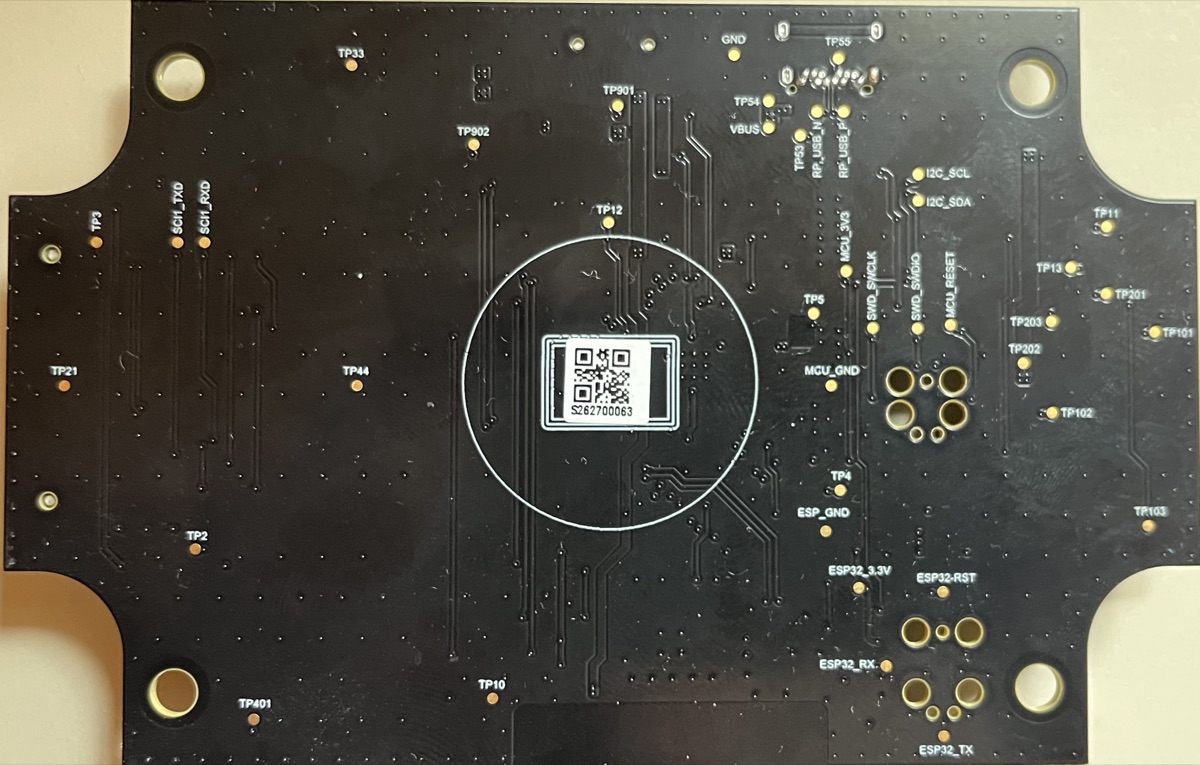 GND
TP55
TP33
TP901
TP54
TP902
VBUS
TP53
RP_USB_N
RP_USB_P
I2C_SCL
I2C_SDA
TP3
SCI1_TXD
SCI1_RXD
TP12
TP11
MCU_3V3
SWD_SWCLK
SWD_SWDIO
MCU_RESET
TP13
TP201
TP5
TP203
TP101
TP202
TP21
TP44
MCU_GND
S262700063
TP102
TP4
ESP_GND
TP103
TP2
ESP32_3.3V
ESP32-RST
ESP32_RX
TP10
TP401
ESP32_TX